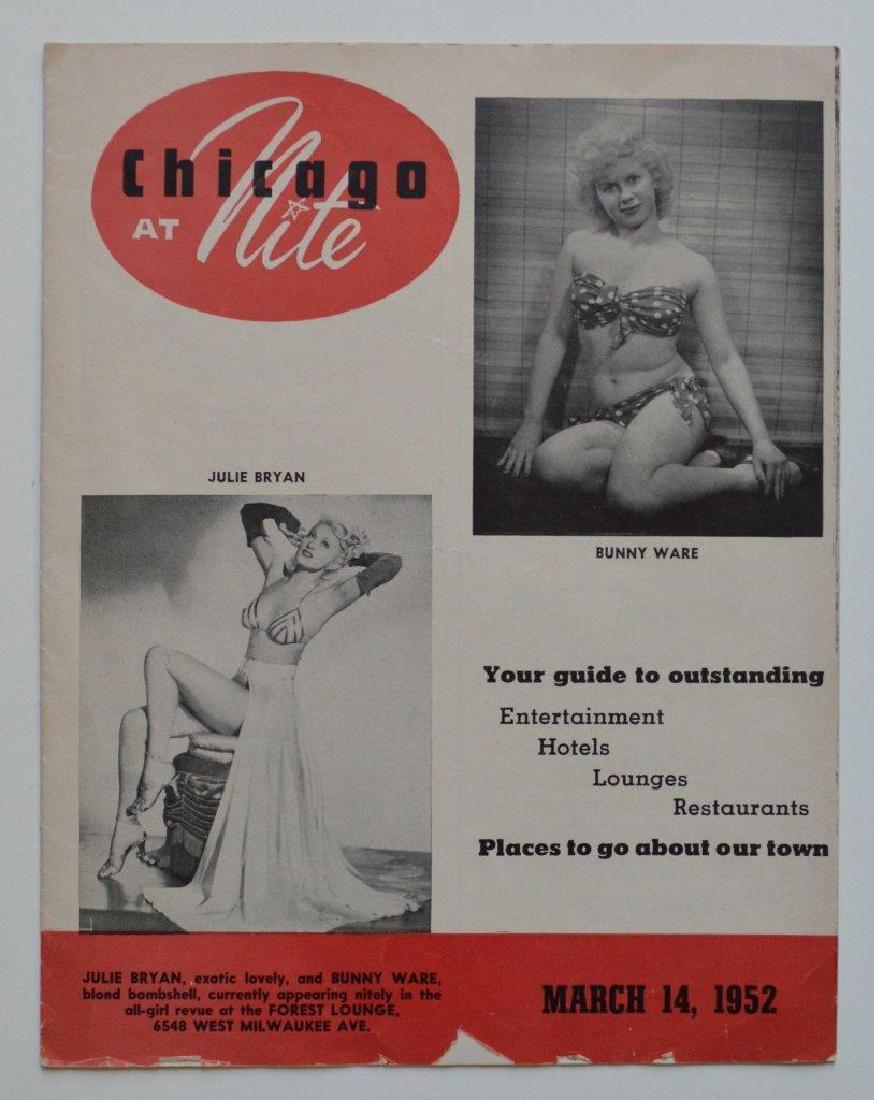 Chicago
AT Nite
JULIE BRYAN
BUNNY WARE
Your guide to outstanding
Entertainment
Hotels
Lounges
Restaurants
Places to go about our town
JULIE BRYAN, exotic lovely, and BUNNY WARE,
blond bombshell, currently appearing nitely in the
all-girl revue at the FOREST LOUNGE,
6548 WEST MILWAUKEE AVE.
MARCH 14, 1952